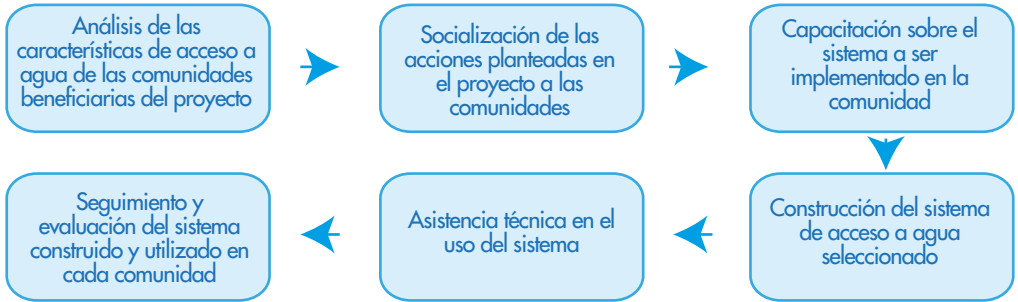 Análisis de las
características de acceso a
agua de las comunidades
beneficiarias del proyecto
Socialización de las
acciones planteadas en
el proyecto a las
comunidades
Capacitación sobre el
sistema a ser
implementado en la
comunidad
Construcción del sistema
de acceso a agua
seleccionado
Asistencia técnica en el
uso del sistema
Seguimiento y
evaluación del sistema
construido y utilizado en
cada comunidad